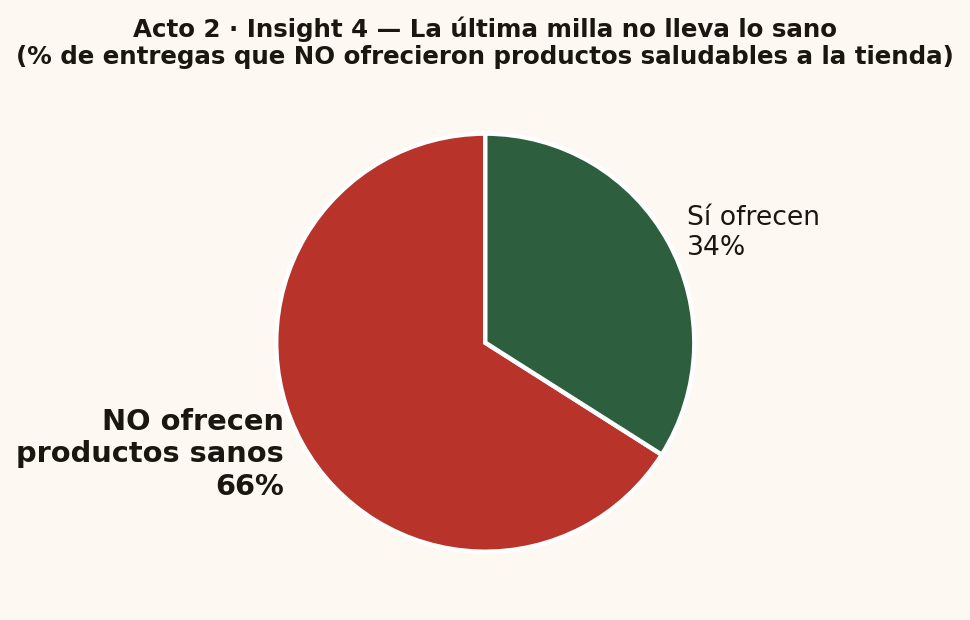 Acto 2 · Insight 4 — La última milla no lleva lo sano
(% de entregas que NO ofrecieron productos saludables a la tienda)
Sí ofrecen
34%
NO ofrecen
productos sanos
66%